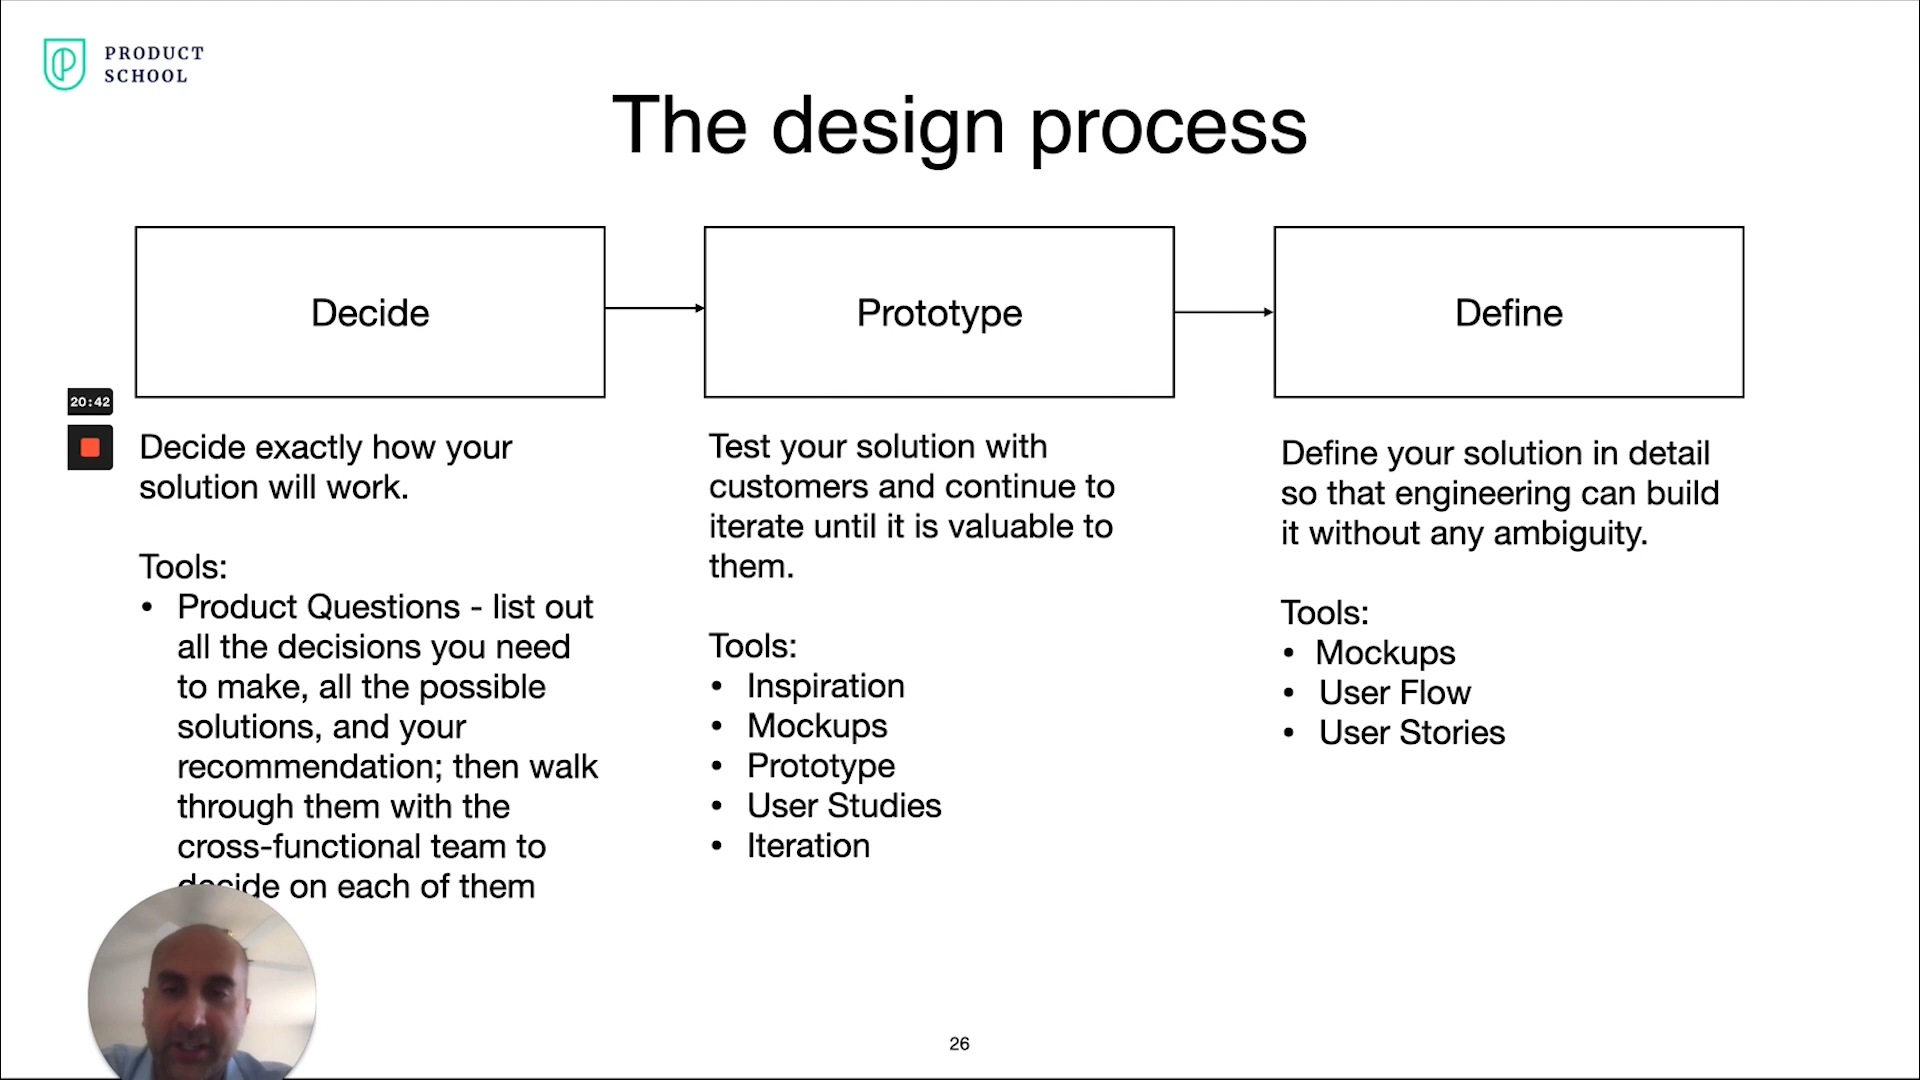 PRODUCT
SCHOOL
The design process
Decide
Prototype
Define
20:42
Decide exactly how your
solution will work.
Tools:
• Product Questions - list out
all the decisions you need
to make, all the possible
solutions, and your
recommendation; then walk
through them with the
cross-functional team to
decide on each of them
Test your solution with
customers and continue to
iterate until it is valuable to
them.
Tools:
• Inspiration
• Mockups
• Prototype
• User Studies
• Iteration
Define your solution in detail
so that engineering can build
it without any ambiguity.
Tools:
• Mockups
• User Flow
• User Stories
26